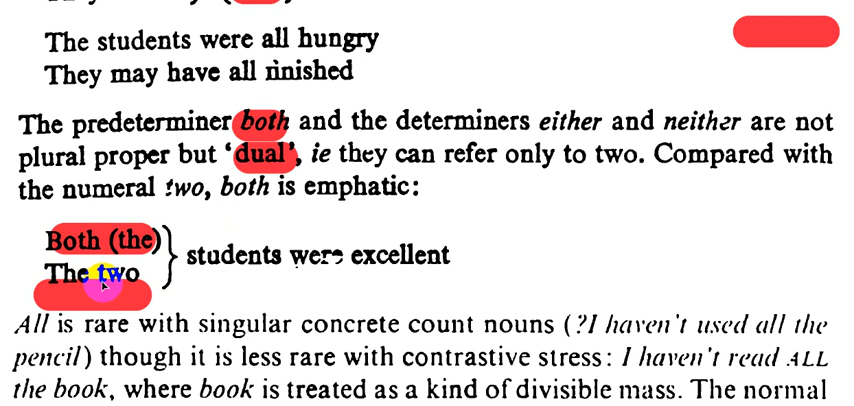 The students were all hungry
They may have all finished
The predeterminer both and the determiners either and neither are not
plural proper but ‘dual’, ie they can refer only to two. Compared with
the numeral two, both is emphatic:
Both (the)
The two
students were excellent
All is rare with singular concrete count nouns (?I haven't used all the
pencil) though it is less rare with contrastive stress: I haven't read ALL
the book, where book is treated as a kind of divisible mass. The normal